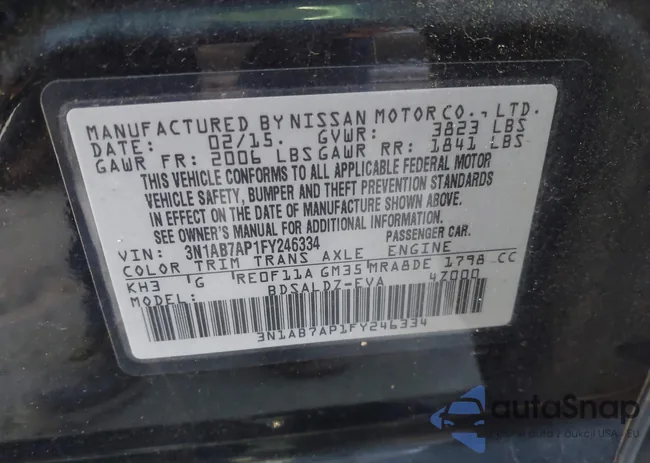 MANUFACTURED BY NISSAN MOTOR CO., LTD.
DATE: 02/15. GVWR: 3823 LBS
GAWR FR: 2006 LBS GAWR RR: 1841 LBS
THIS VEHICLE CONFORMS TO ALL APPLICABLE FEDERAL MOTOR
VEHICLE SAFETY, BUMPER AND THEFT PREVENTION STANDARDS
IN EFFECT ON THE DATE OF MANUFACTURE SHOWN ABOVE.
SEE OWNER'S MANUAL FOR ADDITIONAL INFORMATION.
VIN: 3N1AB7AP1FY246334 PASSENGER CAR.
COLOR TRIM TRANS AXLE ENGINE
KH3 G RE0F11A GM35 MRA8DE 1798 CC
MODEL: BDSALDZ-EVA 47000
3N1AB7AP1FY246334
autoSnap
USA - EU